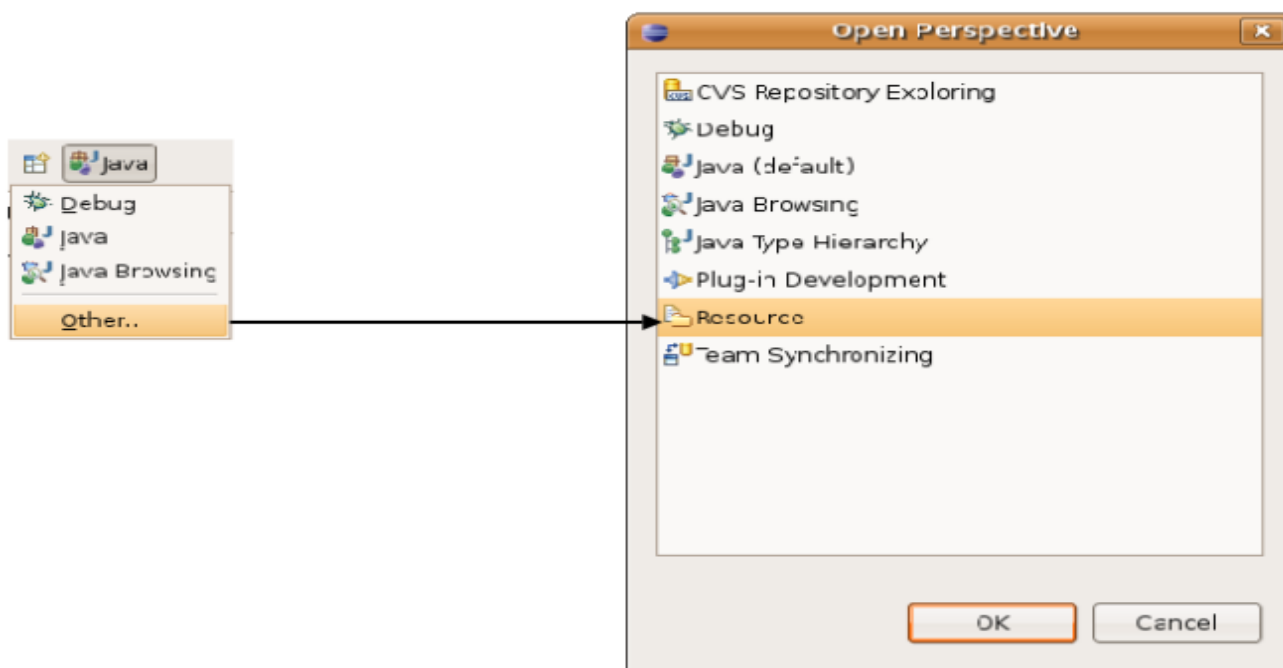 Java
Debug
Java
Java Browsing
Other..
Open Perspective
CVS Repository Exploring
Debug
Java (default)
Java Browsing
Java Type Hierarchy
Plug-in Development
Resource
Team Synchronizing
OK
Cancel